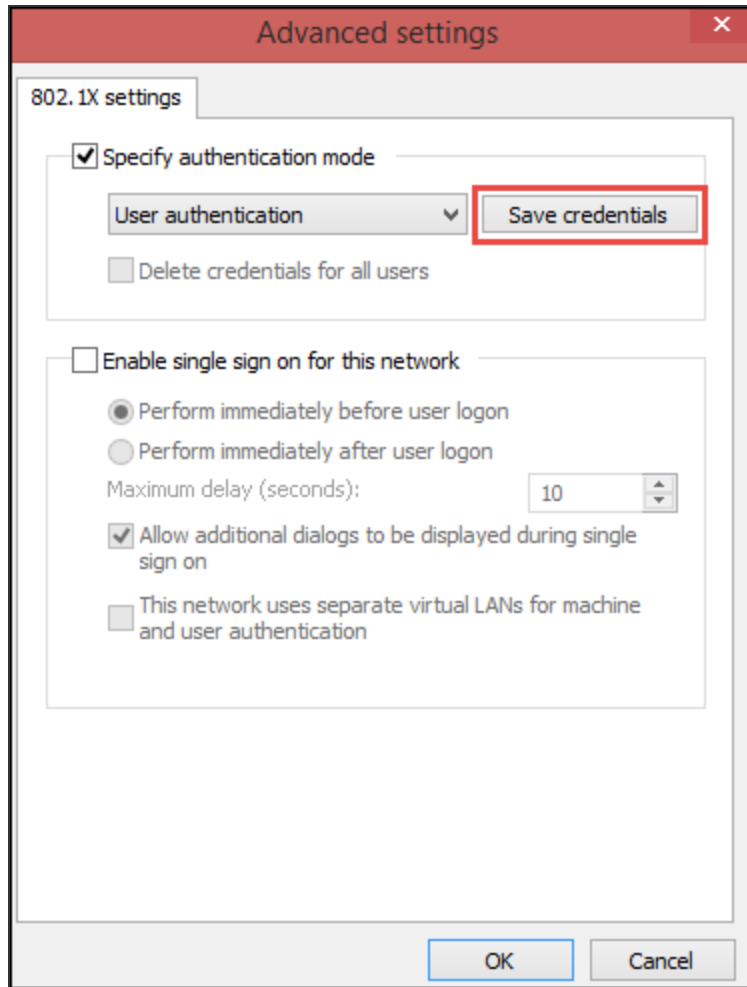 Advanced settings
802.1X settings
Specify authentication mode
User authentication
Save credentials
Delete credentials for all users
Enable single sign on for this network
Perform immediately before user logon
Perform immediately after user logon
Maximum delay (seconds):
10
Allow additional dialogs to be displayed during single
sign on
This network uses separate virtual LANs for machine
and user authentication
OK
Cancel